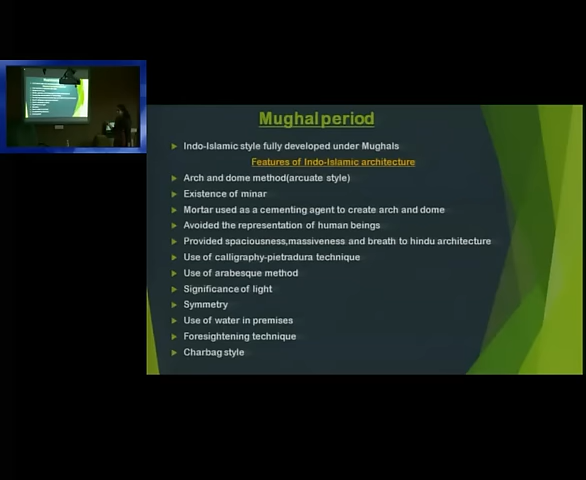 Mughal period
Indo-Islamic style fully developed under Mughals
Features of Indo-Islamic architecture
Arch and dome method(arcuate style)
Existence of minar
Mortar used as a cementing agent to create arch and dome
Avoided the representation of human beings
Provided spaciousness,massiveness and breath to hindu architecture
Use of calligraphy-pietradura technique
Use of arabesque method
Significance of light
Symmetry
Use of water in premises
Foresightening technique
Charbag style